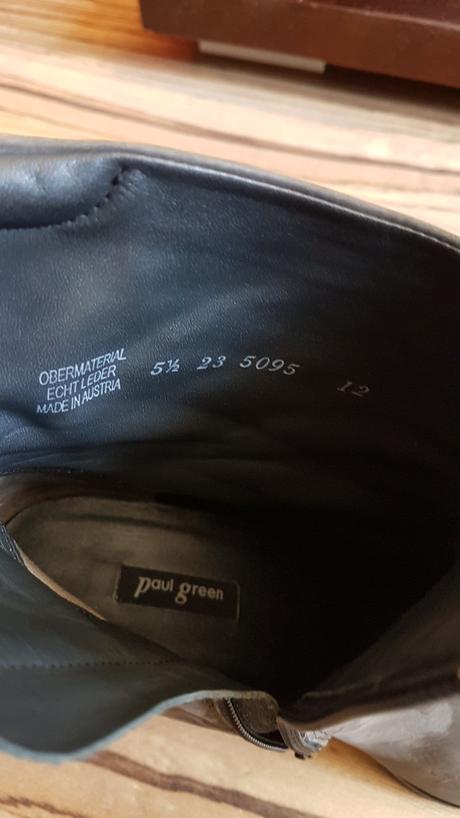 OBERMATERIAL
ECHT LEDER
MADE IN AUSTRIA
5½ 23 5095 12
paul green